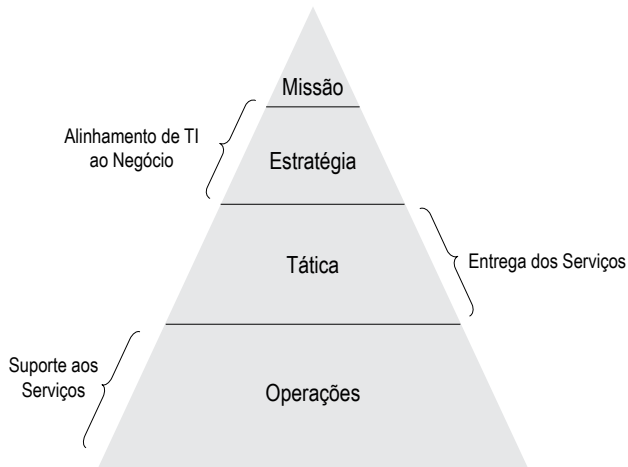 Missão
Alinhamento de TI
ao Negócio
Estratégia
Tática
Entrega dos Serviços
Suporte aos
Serviços
Operações